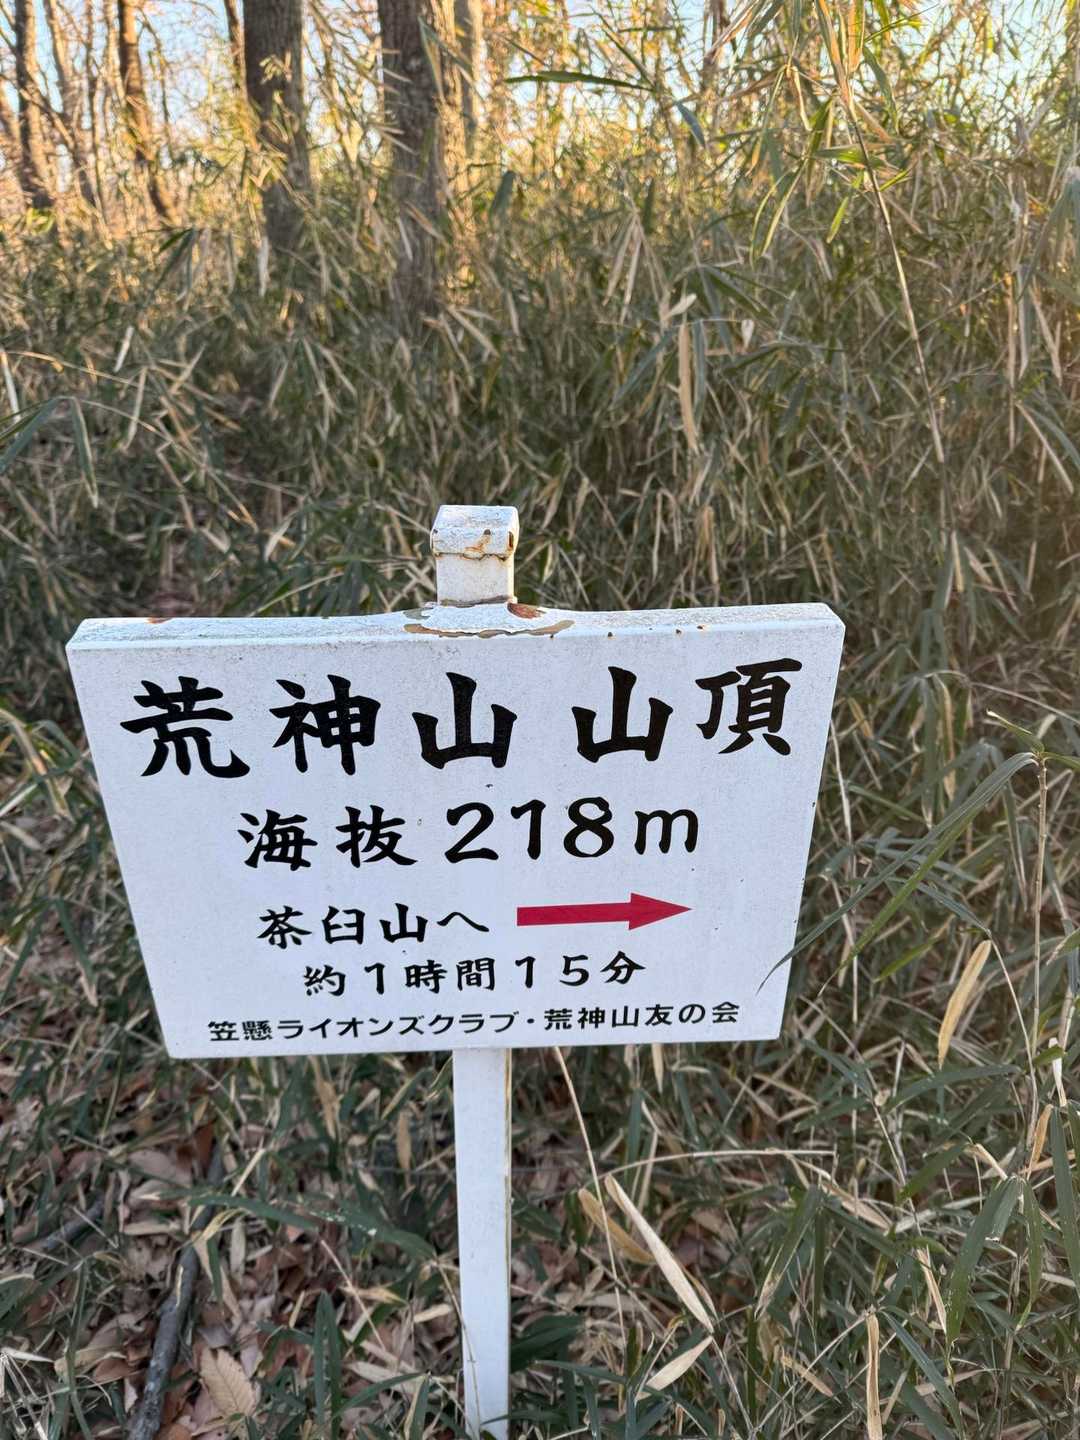 荒神山 山頂
海抜218m
茶臼山へ
約1時間15分
笠懸ライオンズクラブ・荒神山友の会